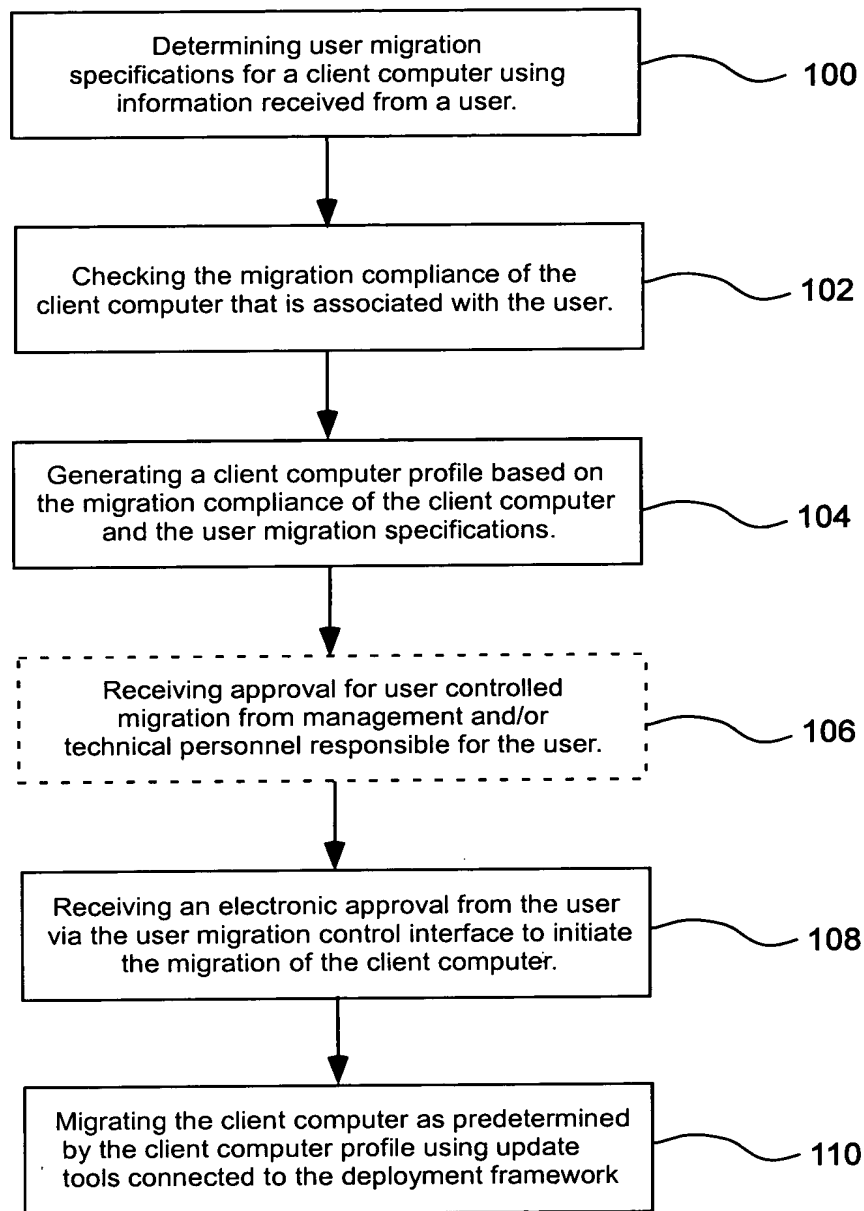 Determining user migration
specifications for a client computer using
information received from a user.
100
Checking the migration compliance of the
client computer that is associated with the user.
102
Generating a client computer profile based on
the migration compliance of the client computer
and the user migration specifications.
104
Receiving approval for user controlled
migration from management and/or
technical personnel responsible for the user.
106
Receiving an electronic approval from the user
via the user migration control interface to initiate
the migration of the client computer.
108
Migrating the client computer as predetermined
by the client computer profile using update
tools connected to the deployment framework
110